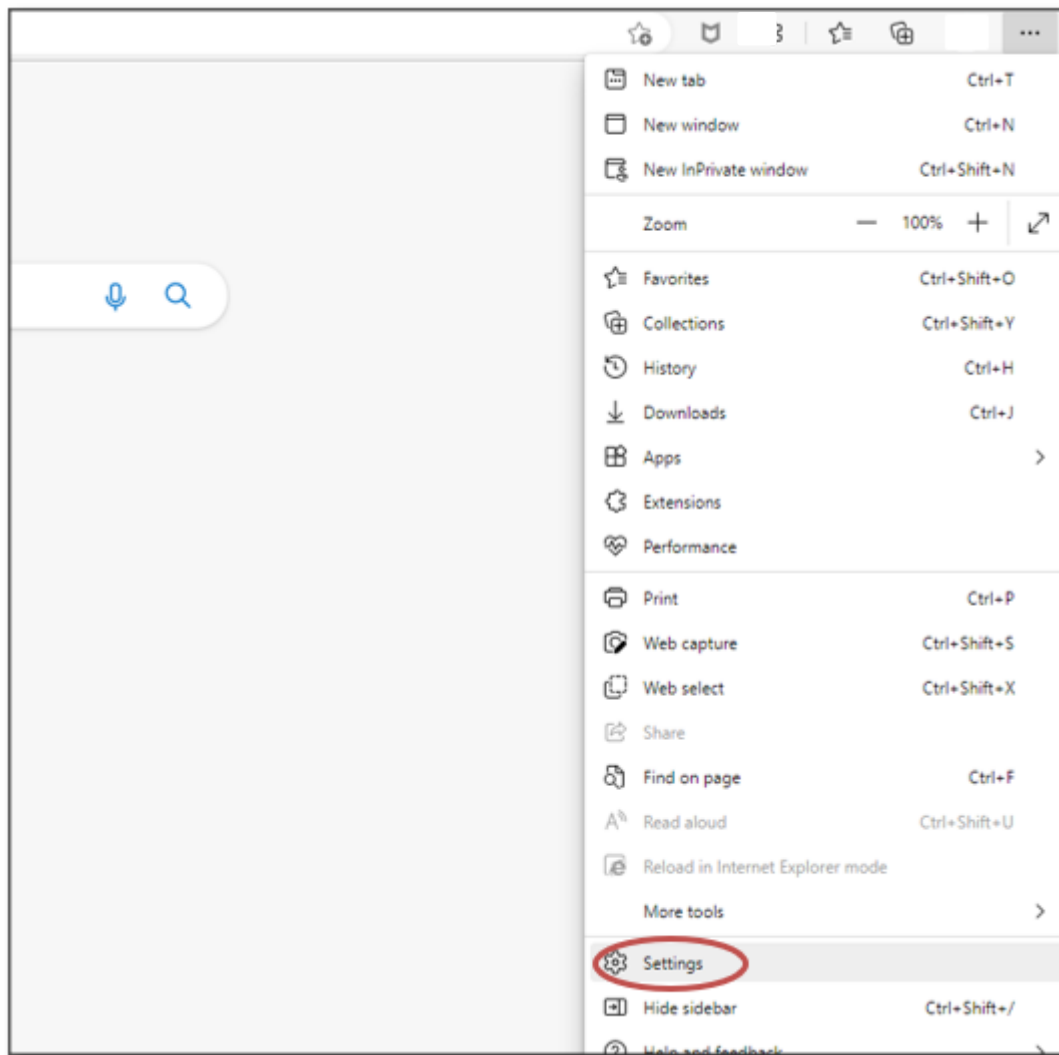 New tab Ctrl+T
New window Ctrl+N
New InPrivate window Ctrl+Shift+N
Zoom — 100% +
Favorites Ctrl+Shift+O
Collections Ctrl+Shift+Y
History Ctrl+H
Downloads Ctrl+J
Apps
Extensions
Performance
Print Ctrl+P
Web capture Ctrl+Shift+S
Web select Ctrl+Shift+X
Share
Find on page Ctrl+F
Read aloud Ctrl+Shift+U
Reload in Internet Explorer mode
More tools
Settings
Hide sidebar Ctrl+Shift+/
Help and feedback